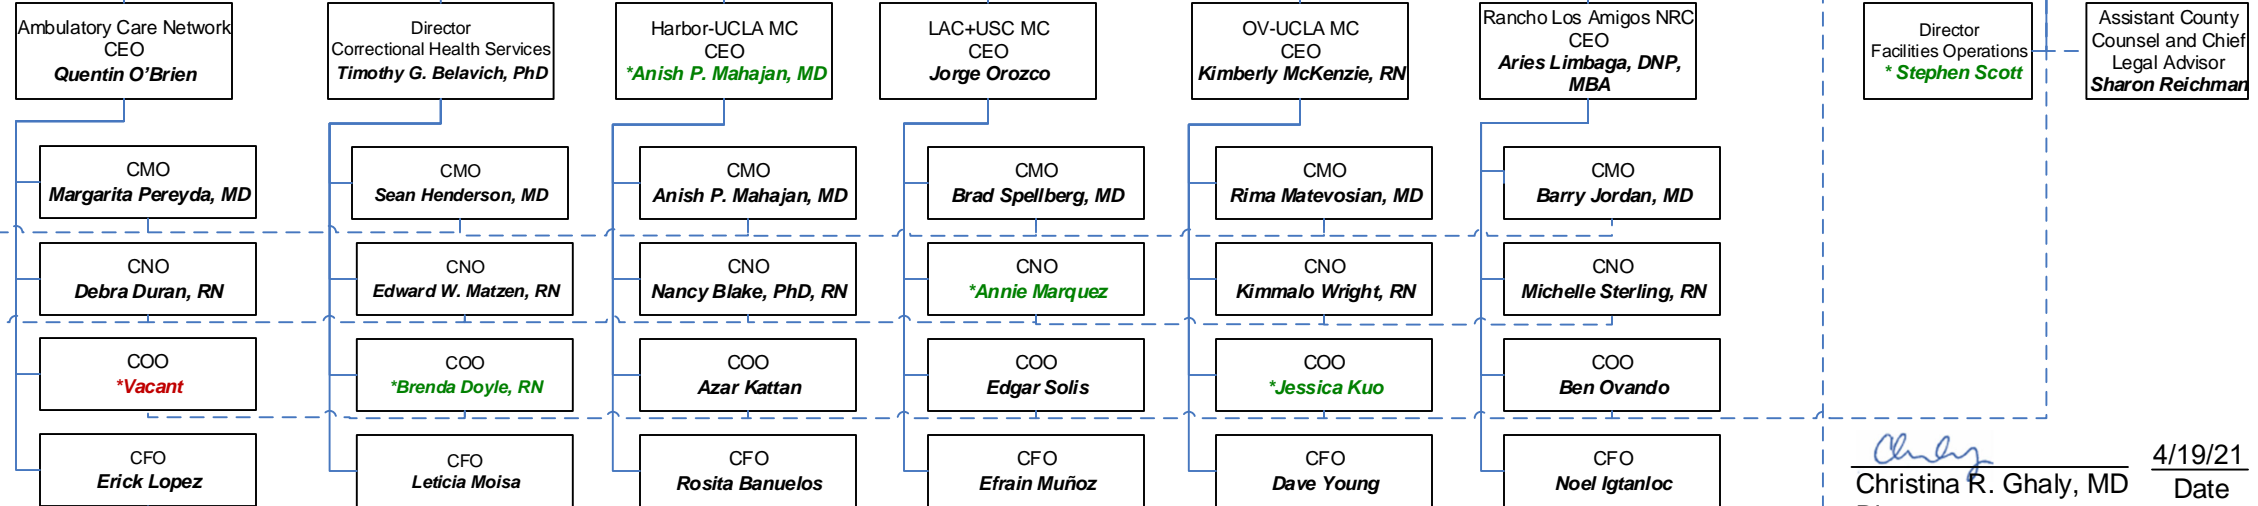 Ambulatory Care Network
CEO
Quentin O’Brien
Director
Correctional Health Services
Timothy G. Belavich, PhD
Harbor-UCLA MC
CEO
*Anish P. Mahajan, MD
LAC+USC MC
CEO
Jorge Orozco
OV-UCLA MC
CEO
Kimberly McKenzie, RN
Rancho Los Amigos NRC
CEO
Aries Limbaga, DNP,
MBA
Director
Facilities Operations
* Stephen Scott
Assistant County
Counsel and Chief
Legal Advisor
Sharon Reichman
CMO
Margarita Pereyda, MD
CMO
Sean Henderson, MD
CMO
Anish P. Mahajan, MD
CMO
Brad Spellberg, MD
CMO
Rima Matevosian, MD
CMO
Barry Jordan, MD
CNO
Debra Duran, RN
CNO
Edward W. Matzen, RN
CNO
Nancy Blake, PhD, RN
CNO
*Annie Marquez
CNO
Kimmalo Wright, RN
CNO
Michelle Sterling, RN
COO
*Vacant
COO
*Brenda Doyle, RN
COO
Azar Kattan
COO
Edgar Solis
COO
*Jessica Kuo
COO
Ben Ovando
CFO
Erick Lopez
CFO
Leticia Moisa
CFO
Rosita Banuelos
CFO
Efrain Muñoz
CFO
Dave Young
CFO
Noel Igtanloc
4/19/21
Christina R. Ghaly, MD
Date